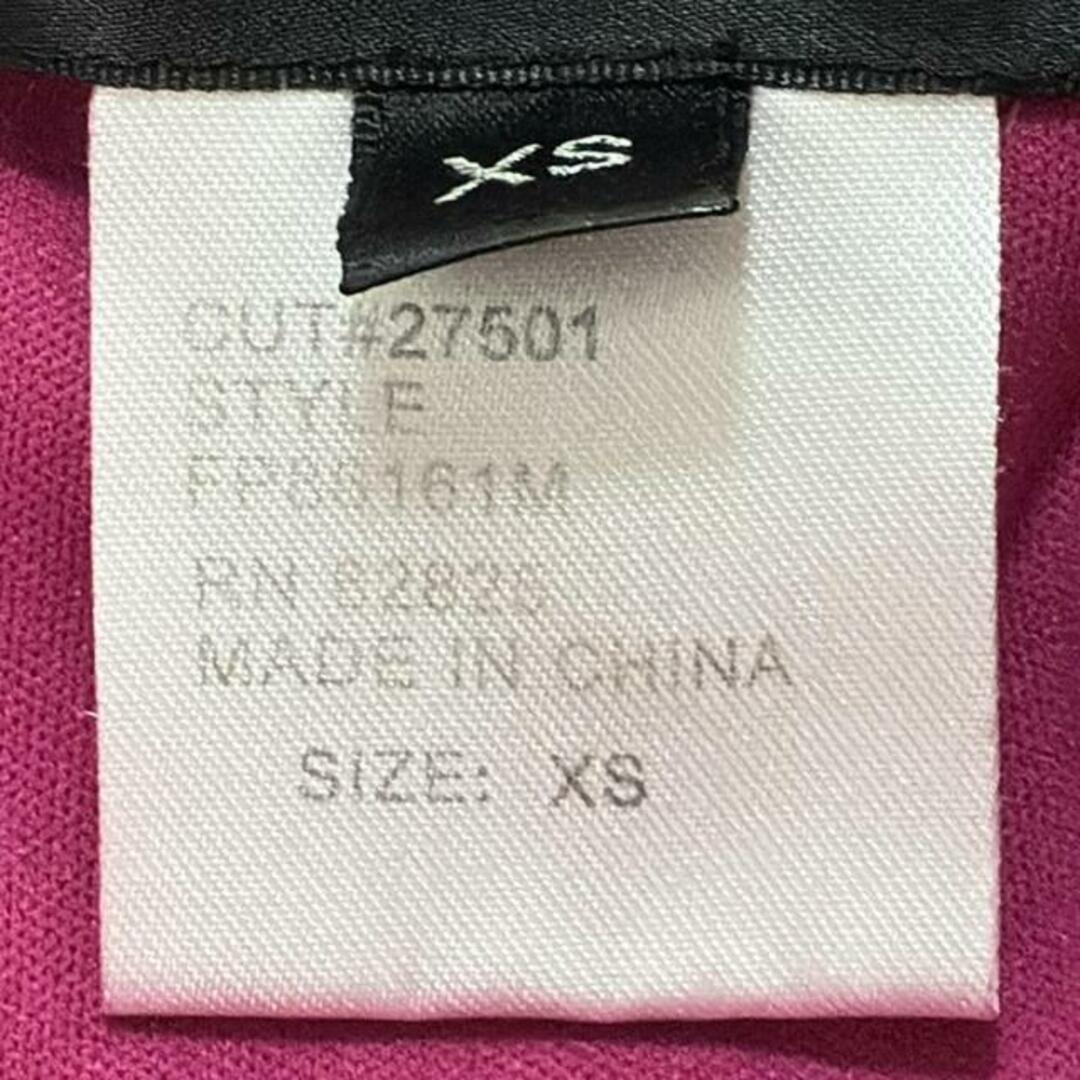 XS
CUT#27501
STYLE
MADE IN CHINA
RN
SIZE: XS